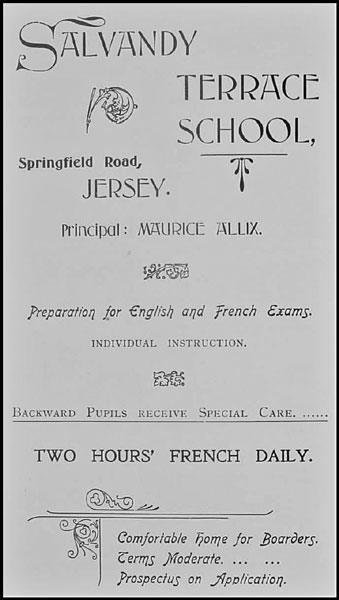 SALVANDY
TERRACE
SCHOOL,
Springfield Road,
JERSEY.
Principal: MAURICE ALLIX.
Preparation for English and French Exams.
INDIVIDUAL INSTRUCTION.
BACKWARD PUPILS RECEIVE SPECIAL CARE. ......
TWO HOURS' FRENCH DAILY.
Comfortable Home for Boarders.
Terms Moderate. ... ...
Prospectus on Application.